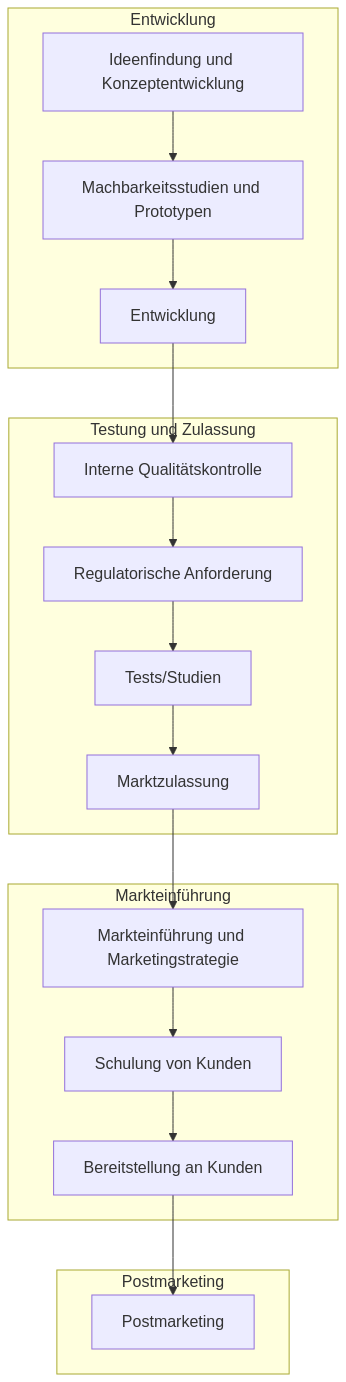 Entwicklung
Ideenfindung und
Konzeptentwicklung
Machbarkeitsstudien und
Prototypen
Entwicklung
Testung und Zulassung
Interne Qualitätskontrolle
Regulatorische Anforderung
Tests/Studien
Marktzulassung
Markteinführung
Markteinführung und
Marketingstrategie
Schulung von Kunden
Bereitstellung an Kunden
Postmarketing
Postmarketing